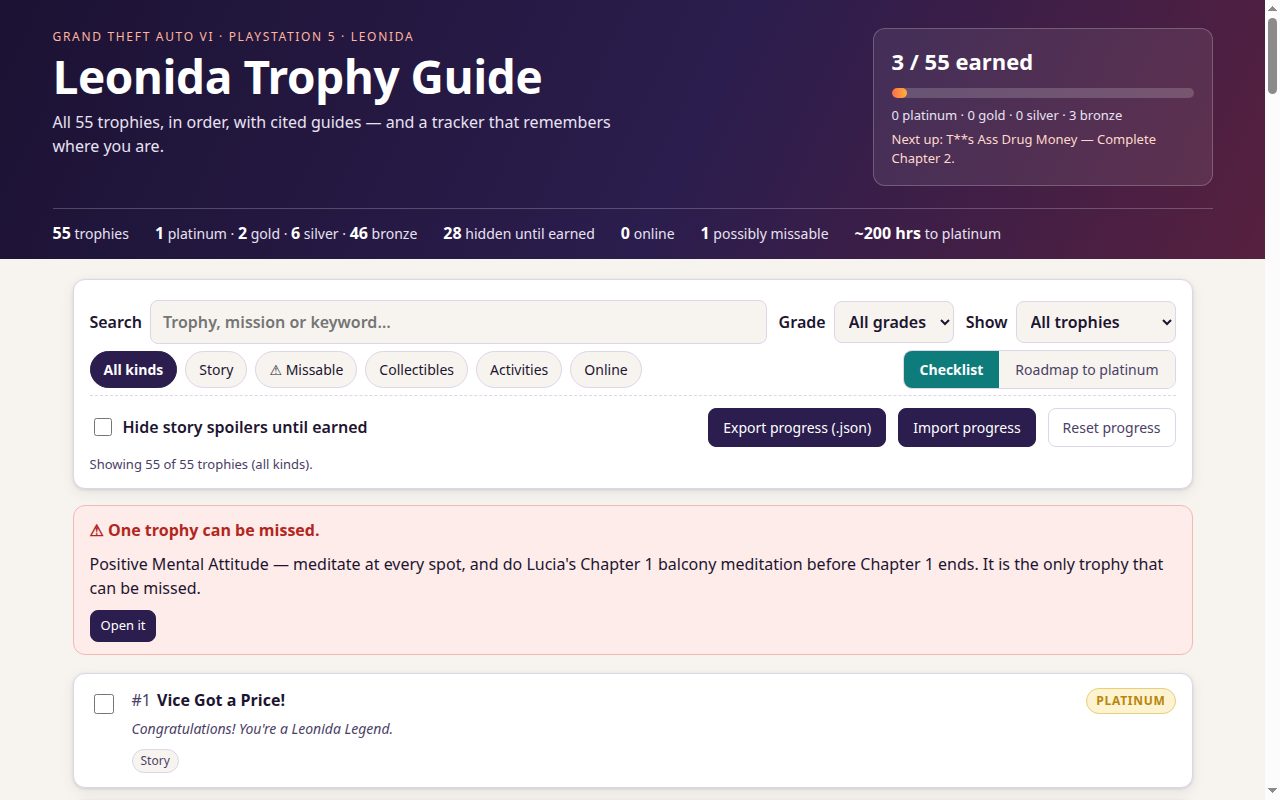 GRAND THEFT AUTO VI · PLAYSTATION 5 · LEONIDA
Leonida Trophy Guide
All 55 trophies, in order, with cited guides — and a tracker that remembers
where you are.
3 / 55 earned
0 platinum · 0 gold · 0 silver · 3 bronze
Next up: T**s Ass Drug Money — Complete
Chapter 2.
55 trophies 1 platinum · 2 gold · 6 silver · 46 bronze 28 hidden until earned 0 online 1 possibly missable ~200 hrs to platinum
Search Trophy, mission or keyword... Grade All grades Show All trophies
All kinds Story ⚠ Missable Collectibles Activities Online Checklist Roadmap to platinum
Hide story spoilers until earned Export progress (.json) Import progress Reset progress
Showing 55 of 55 trophies (all kinds).
⚠ One trophy can be missed.
Positive Mental Attitude — meditate at every spot, and do Lucia's Chapter 1 balcony meditation before Chapter 1 ends. It is the only trophy that
can be missed.
Open it
#1 Vice Got a Price! PLATINUM
Congratulations! You're a Leonida Legend.
Story